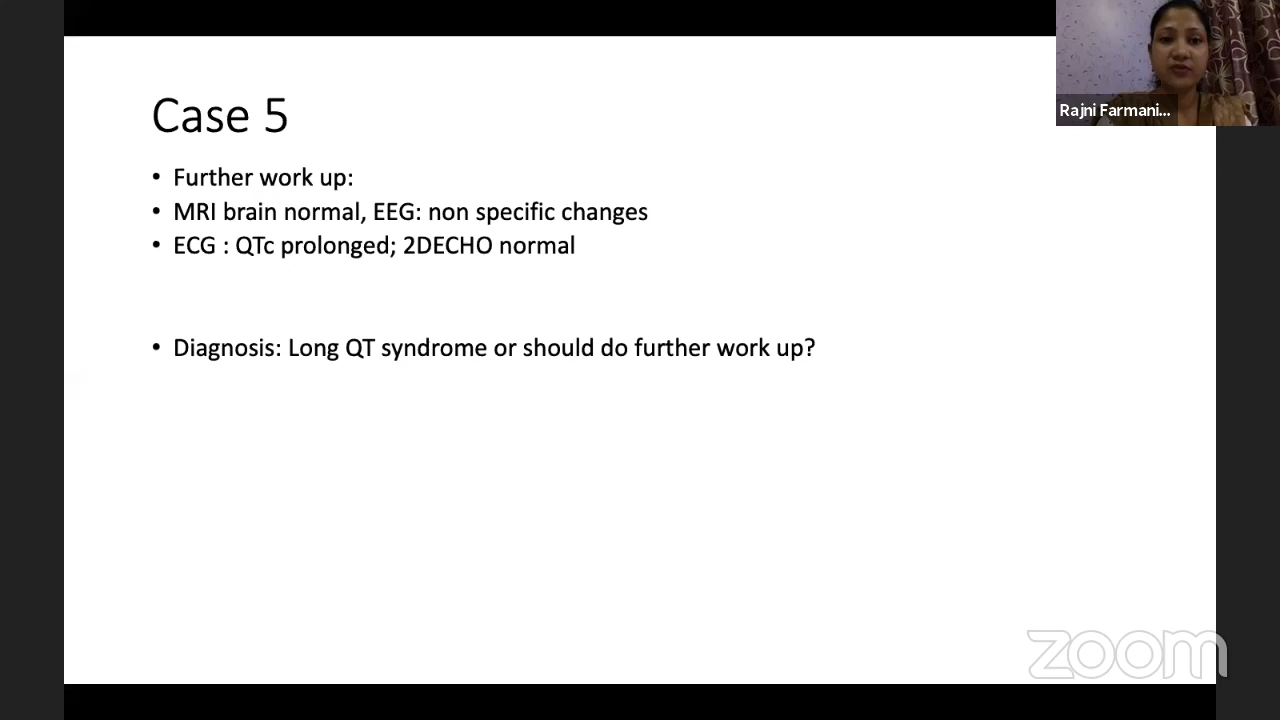 Case 5
• Further work up:
• MRI brain normal, EEG: non specific changes
• ECG : QTc prolonged; 2DECHO normal
• Diagnosis: Long QT syndrome or should do further work up?
Rajni Farmani...
zoom